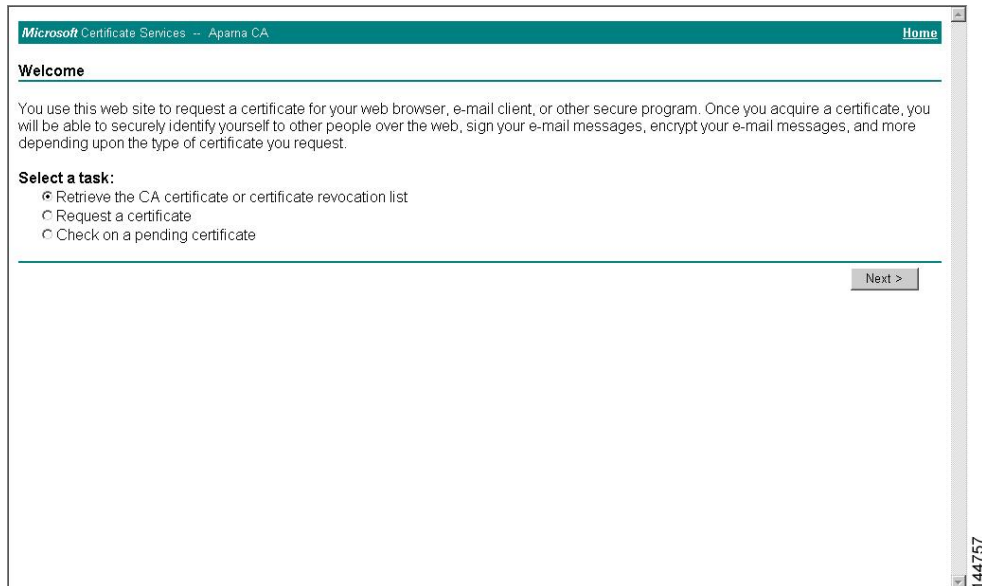 Microsoft Certificate Services -- Aparna CA Home
Welcome
You use this web site to request a certificate for your web browser, e-mail client, or other secure program. Once you acquire a certificate, you
will be able to securely identify yourself to other people over the web, sign your e-mail messages, encrypt your e-mail messages, and more
depending upon the type of certificate you request.
Select a task:
Retrieve the CA certificate or certificate revocation list
Request a certificate
Check on a pending certificate
Next >
144757